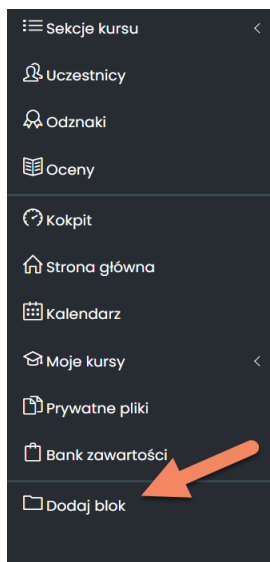 Sekcje kursu
Uczestnicy
Odznaki
Oceny
Kokpit
Strona główna
Kalendarz
Moje kursy
Prywatne pliki
Bank zawartości
Dodaj blok